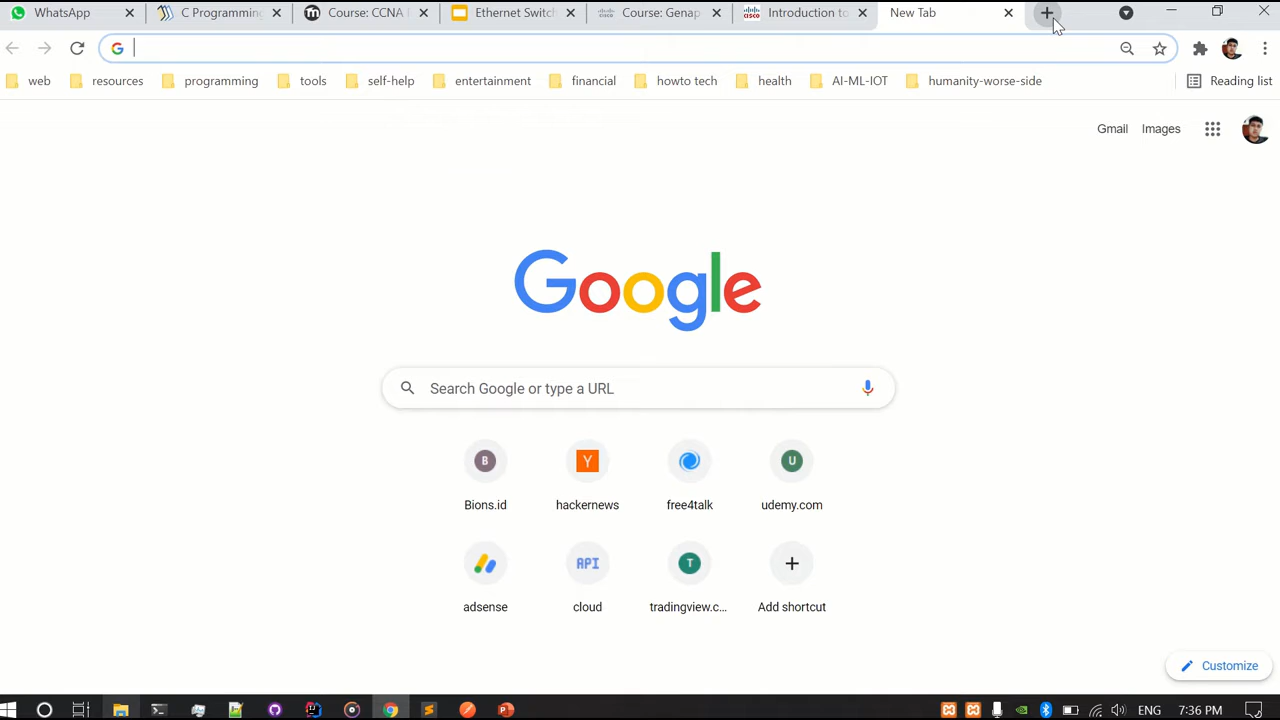 WhatsApp C Programming Course: CCNA Ethernet Switch Course: Genap Introduction to New Tab
web resources programming tools self-help entertainment financial howto tech health AI-ML-IOT humanity-worse-side Reading list
Gmail Images
Google
Search Google or type a URL
B Y U
Bions.id hackernews free4talk udemy.com
API T
adsense cloud tradingview.c... Add shortcut
Customize
ENG 7:36 PM